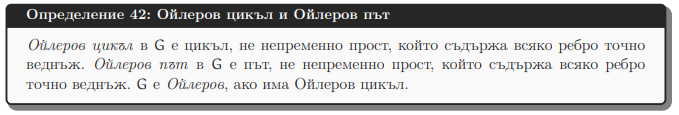 Определение 42: Ойлеров цикъл и Ойлеров път
Ойлеров цикъл в G е цикъл, не непременно прост, който съдържа всяко ребро точно
веднъж. Ойлеров път в G е път, не непременно прост, който съдържа всяко ребро
точно веднъж. G е Ойлеров, ако има Ойлеров цикъл.